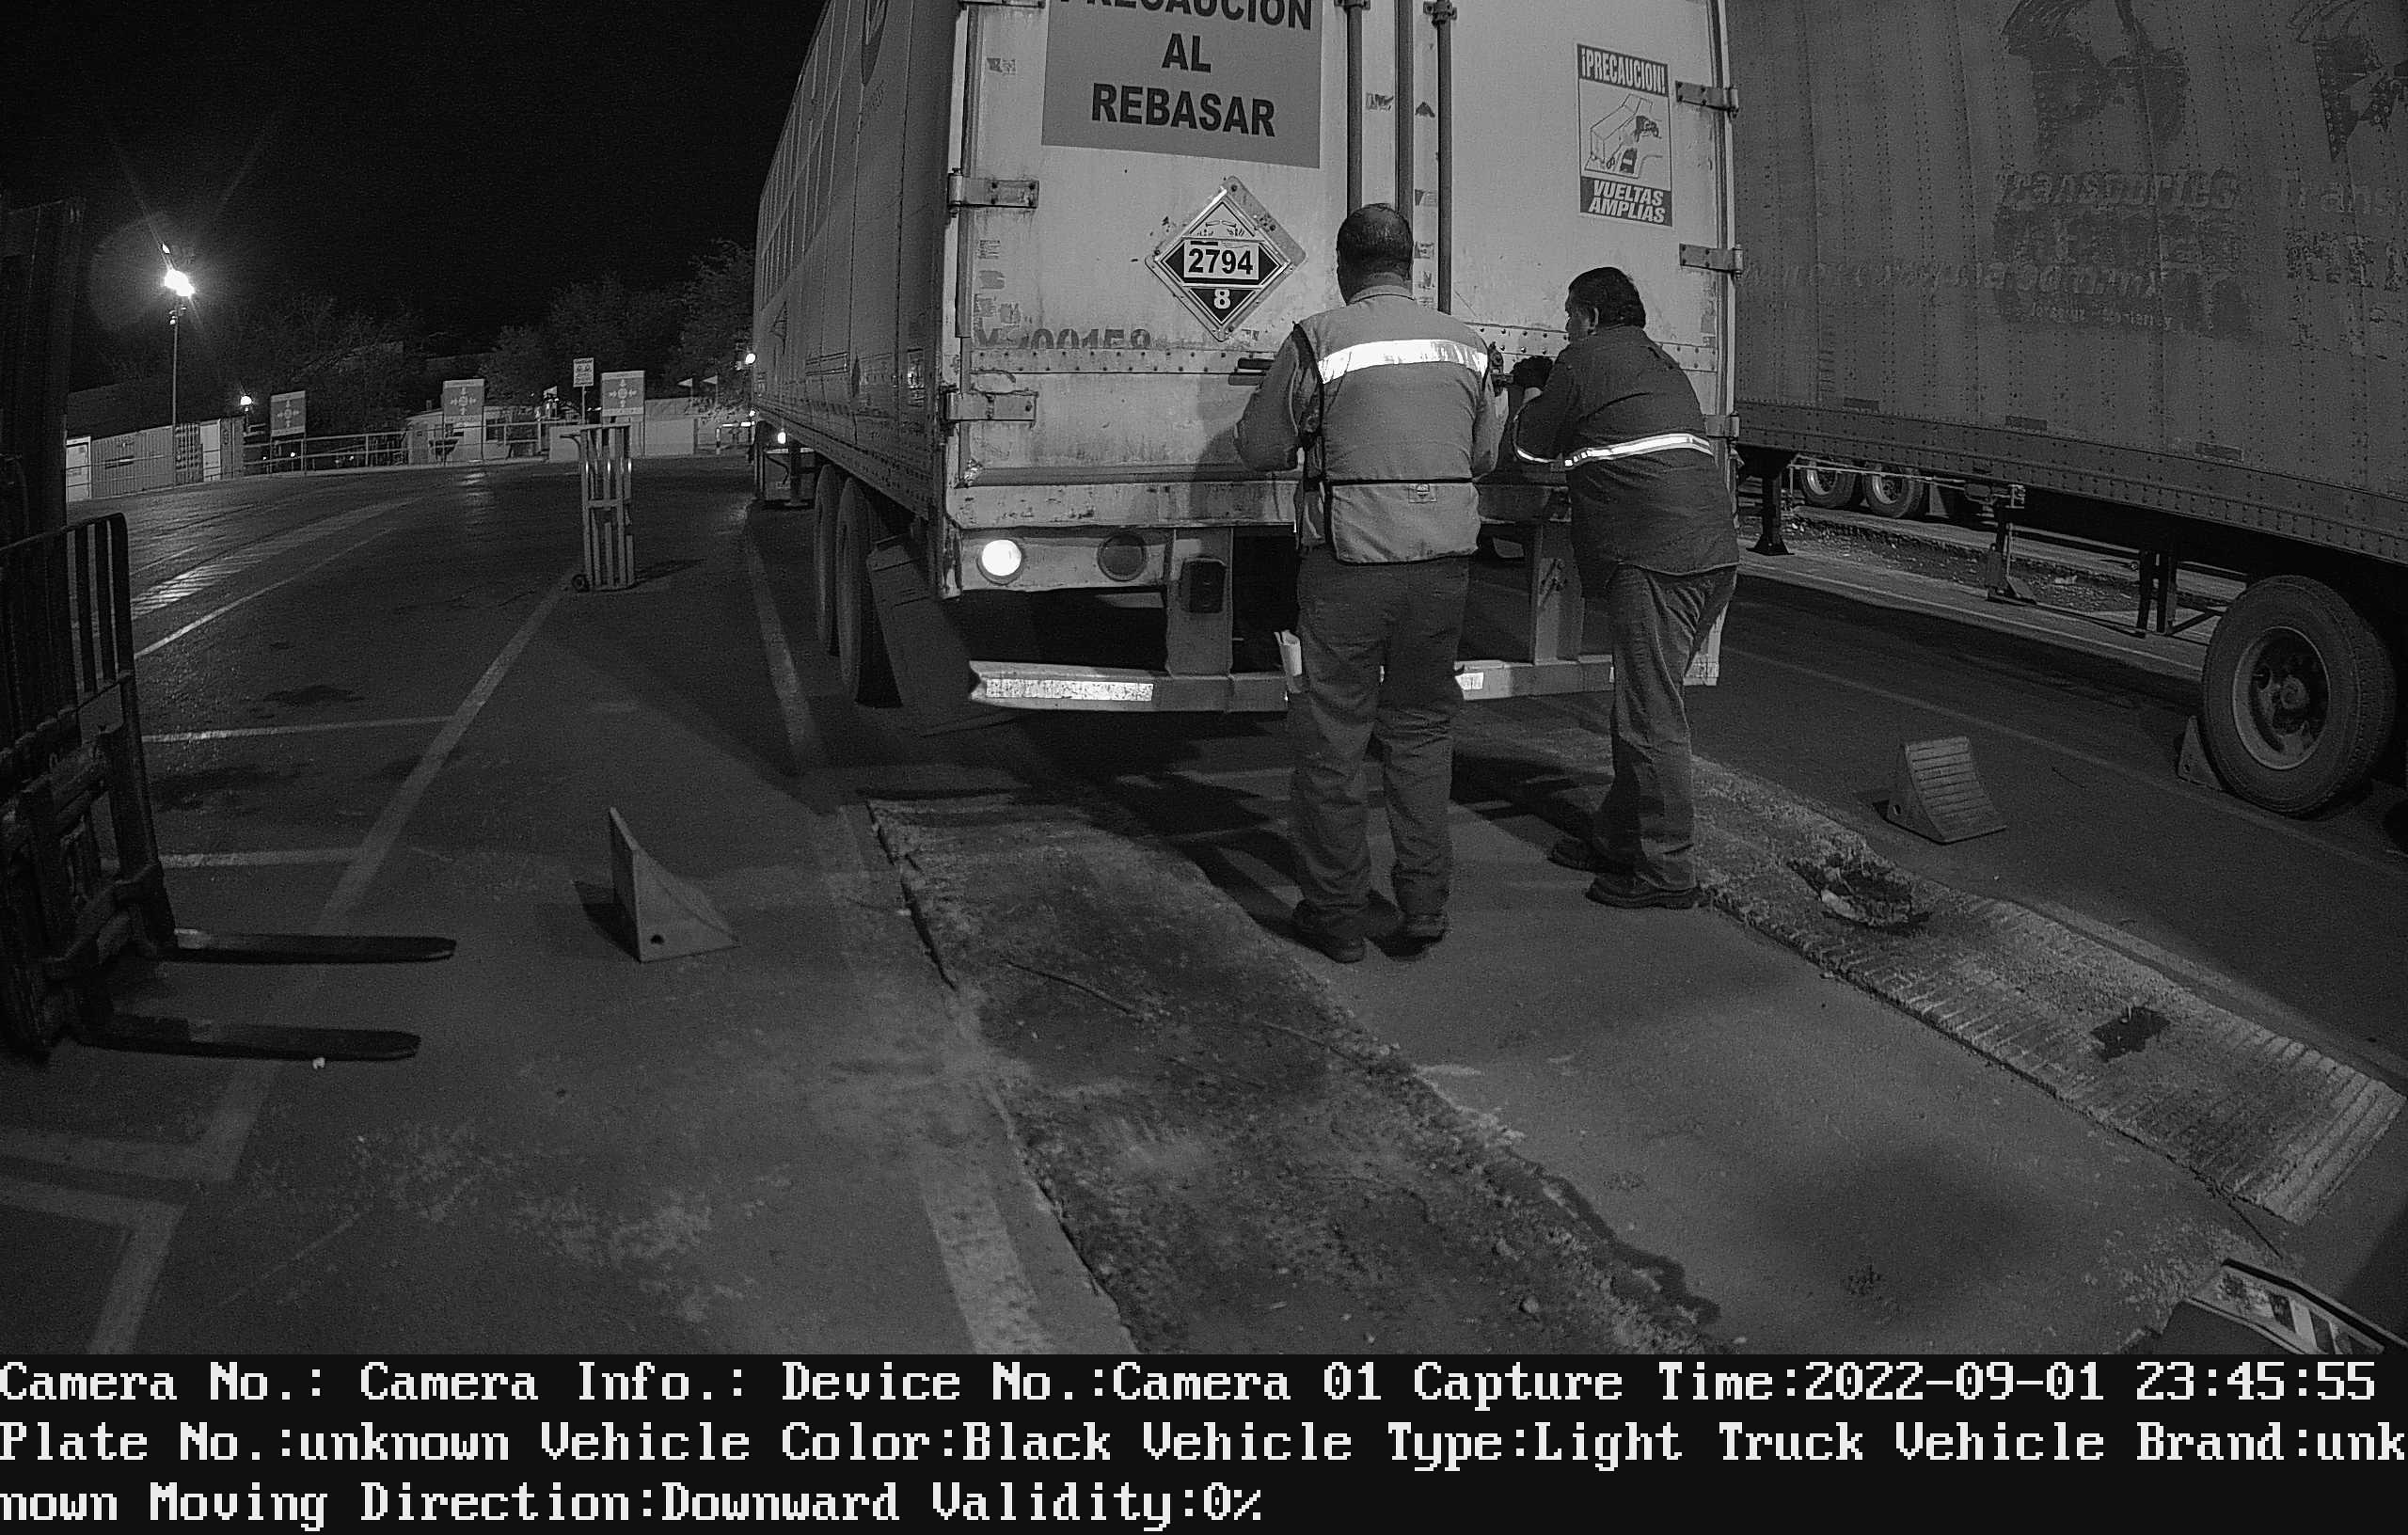 PRECAUCION
AL
REBASAR
¡PRECAUCION!
VUELTAS
AMPLIAS
2794
8
Transportes
Camera No.: Camera Info.: Device No.:Camera 01 Capture Time:2022-09-01 23:45:55
Plate No.:unknown Vehicle Color:Black Vehicle Type:Light Truck Vehicle Brand:unk
nown Moving Direction:Downward Validity:0%